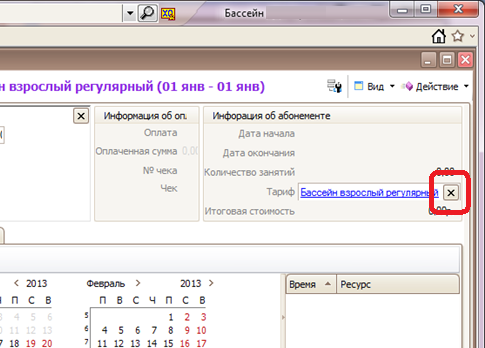 Бассейн
н взрослый регулярный (01 янв - 01 янв)
Вид
Действие
Информация об оп.
Инфорация об абонементе
Оплата
Дата начала
Оплаченная сумма 0.00
Дата окончания
Количество занятий 0.00
№ чека
Тариф Бассейн взрослый регулярный
Чек
Итоговая стоимость 0.00р.
< 2013
Февраль > 2013 >
Время Ресурс
П С В
П В С Ч П С В
4 5 6
5 1 2 3
11 12 13
6 4 5 6 7 8 9 10
18 19 20
7 11 12 13 14 15 16 17